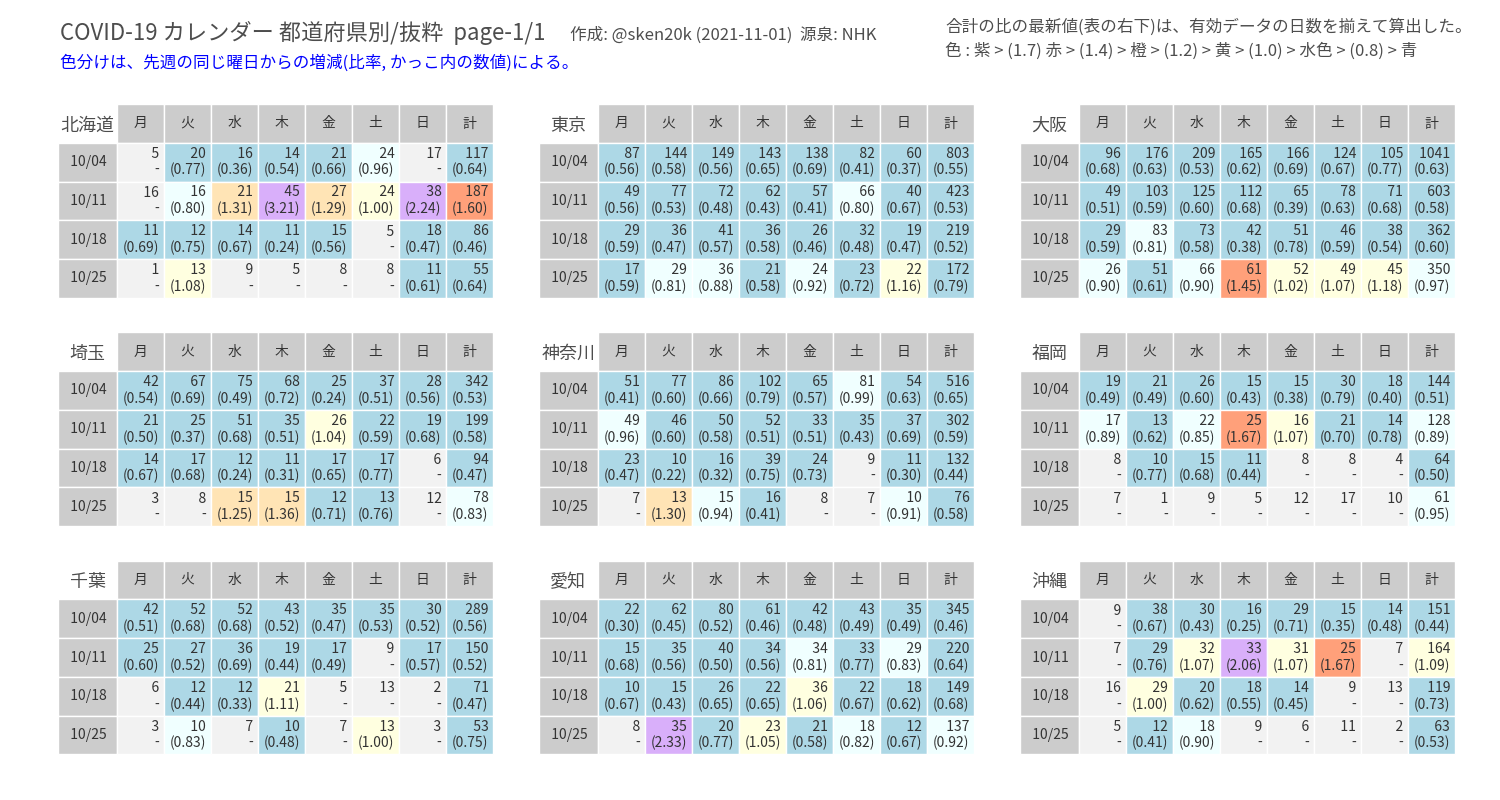 COVID-19 カレンダー 都道府県別/抜粋 page-1/1 作成: @sken20k (2021-11-01) 源泉: NHK
色分けは、先週の同じ曜日からの増減(比率, かっこ内の数値)による。
合計の比の最新値(表の右下)は、有効データの日数を揃えて算出した。
色 : 紫 > (1.7) 赤 > (1.4) > 橙 > (1.2) > 黄 > (1.0) > 水色 > (0.8) > 青
北海道 月 火 水 木 金 土 日 計
10/04 5 20 16 14 21 24 17 117
- (0.77) (0.36) (0.54) (0.66) (0.96) - (0.64)
10/11 16 16 21 45 27 24 38 187
- (0.80) (1.31) (3.21) (1.29) (1.00) (2.24) (1.60)
10/18 11 12 14 11 15 5 18 86
(0.69) (0.75) (0.67) (0.24) (0.56) - (0.47) (0.46)
10/25 1 13 9 5 8 8 11 55
- (1.08) - - - - (0.61) (0.64)
東京 月 火 水 木 金 土 日 計
10/04 87 144 149 143 138 82 60 803
(0.56) (0.58) (0.56) (0.65) (0.69) (0.41) (0.37) (0.55)
10/11 49 77 72 62 57 66 40 423
(0.56) (0.53) (0.48) (0.43) (0.41) (0.80) (0.67) (0.53)
10/18 29 36 41 36 26 32 19 219
(0.59) (0.47) (0.57) (0.58) (0.46) (0.48) (0.47) (0.52)
10/25 17 29 36 21 24 23 22 172
(0.59) (0.81) (0.88) (0.58) (0.92) (0.72) (1.16) (0.79)
大阪 月 火 水 木 金 土 日 計
10/04 96 176 209 165 166 124 105 1041
(0.68) (0.63) (0.53) (0.62) (0.69) (0.67) (0.77) (0.63)
10/11 49 103 125 112 65 78 71 603
(0.51) (0.59) (0.60) (0.68) (0.39) (0.63) (0.68) (0.58)
10/18 29 83 73 42 51 46 38 362
(0.59) (0.81) (0.58) (0.38) (0.78) (0.59) (0.54) (0.60)
10/25 26 51 66 61 52 49 45 350
(0.90) (0.61) (0.90) (1.45) (1.02) (1.07) (1.18) (0.97)
埼玉 月 火 水 木 金 土 日 計
10/04 42 67 75 68 25 37 28 342
(0.54) (0.69) (0.49) (0.72) (0.24) (0.51) (0.56) (0.53)
10/11 21 25 51 35 26 22 19 199
(0.50) (0.37) (0.68) (0.51) (1.04) (0.59) (0.68) (0.58)
10/18 14 17 12 11 17 17 6 94
(0.67) (0.68) (0.24) (0.31) (0.65) (0.77) - (0.47)
10/25 3 8 15 15 12 13 12 78
- - (1.25) (1.36) (0.71) (0.76) - (0.83)
神奈川 月 火 水 木 金 土 日 計
10/04 51 77 86 102 65 81 54 516
(0.41) (0.60) (0.66) (0.79) (0.57) (0.99) (0.63) (0.65)
10/11 49 46 50 52 33 35 37 302
(0.96) (0.60) (0.58) (0.51) (0.51) (0.43) (0.69) (0.59)
10/18 23 10 16 39 24 9 11 132
(0.47) (0.22) (0.32) (0.75) (0.73) - (0.30) (0.44)
10/25 7 13 15 16 8 7 10 76
- (1.30) (0.94) (0.41) - - (0.91) (0.58)
福岡 月 火 水 木 金 土 日 計
10/04 19 21 26 15 15 30 18 144
(0.49) (0.49) (0.60) (0.43) (0.38) (0.79) (0.40) (0.51)
10/11 17 13 22 25 16 21 14 128
(0.89) (0.62) (0.85) (1.67) (1.07) (0.70) (0.78) (0.89)
10/18 8 10 15 11 8 8 4 64
- (0.77) (0.68) (0.44) - - - (0.50)
10/25 7 1 9 5 12 17 10 61
- - - - - - - (0.95)
千葉 月 火 水 木 金 土 日 計
10/04 42 52 52 43 35 35 30 289
(0.51) (0.68) (0.68) (0.52) (0.47) (0.53) (0.52) (0.56)
10/11 25 27 36 19 17 9 17 150
(0.60) (0.52) (0.69) (0.44) (0.49) - (0.57) (0.52)
10/18 6 12 12 21 5 13 2 71
- (0.44) (0.33) (1.11) - - - (0.47)
10/25 3 10 7 10 7 13 3 53
- (0.83) - (0.48) - (1.00) - (0.75)
愛知 月 火 水 木 金 土 日 計
10/04 22 62 80 61 42 43 35 345
(0.30) (0.45) (0.52) (0.46) (0.48) (0.49) (0.49) (0.46)
10/11 15 35 40 34 34 33 29 220
(0.68) (0.56) (0.50) (0.56) (0.81) (0.77) (0.83) (0.64)
10/18 10 15 26 22 36 22 18 149
(0.67) (0.43) (0.65) (0.65) (1.06) (0.67) (0.62) (0.68)
10/25 8 35 20 23 21 18 12 137
- (2.33) (0.77) (1.05) (0.58) (0.82) (0.67) (0.92)
沖縄 月 火 水 木 金 土 日 計
10/04 9 38 30 16 29 15 14 151
- (0.67) (0.43) (0.25) (0.71) (0.35) (0.48) (0.44)
10/11 7 29 32 33 31 25 7 164
- (0.76) (1.07) (2.06) (1.07) (1.67) - (1.09)
10/18 16 29 20 18 14 9 13 119
- (1.00) (0.62) (0.55) (0.45) - - (0.73)
10/25 5 12 18 9 6 11 2 63
- (0.41) (0.90) - - - - (0.53)